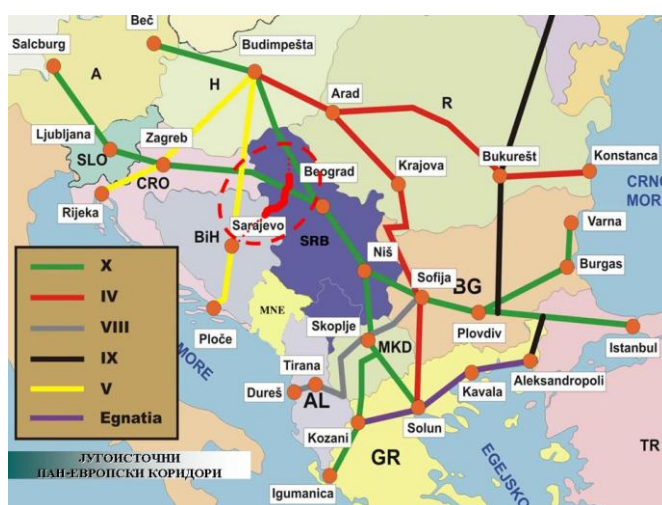 Beč
Salcburg
Budimpešta
A
H
Arad
R
Ljubljana
Zagreb
SLO
CRO
Beograd
Krajova
Bukurešt
Konstanca
CRNO
MORE
Rijeka
Sarajevo
BiH
SRB
Varna
Niš
Sofija
BG
Burgas
X
IV
VIII
IX
V
Egnatia
MNE
Ploče
Skoplje
MKD
Plovdiv
Istanbul
MORE
Tirana
Dureš
AL
Aleksandropoli
Kavala
Kozani
Solun
GR
TR
EGEJSKO
Igumanica
ЈУГОИСТОЧНИ
ПАН-ЕВРОПСКИ КОРИДОРИ